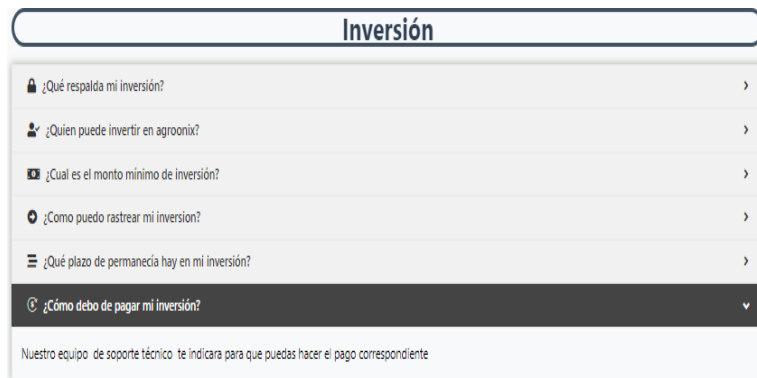 Inversión
¿Qué respalda mi inversión?
¿Quien puede invertir en agroonix?
¿Cual es el monto mínimo de inversión?
¿Como puedo rastrear mi inversion?
¿Qué plazo de permanecía hay en mi inversión?
¿Cómo debo de pagar mi inversión?
Nuestro equipo de soporte técnico te indicara para que puedas hacer el pago correspondiente